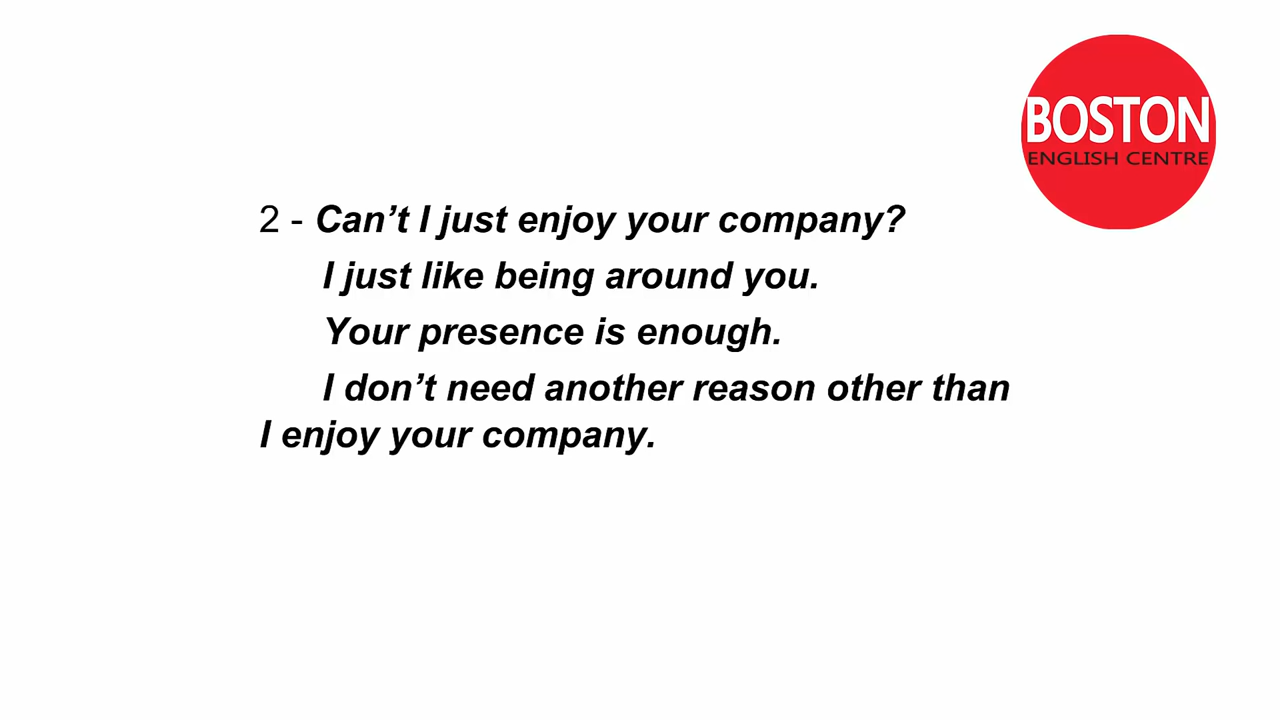 BOSTON
ENGLISH CENTRE
2 - Can’t I just enjoy your company?
I just like being around you.
Your presence is enough.
I don’t need another reason other than
I enjoy your company.